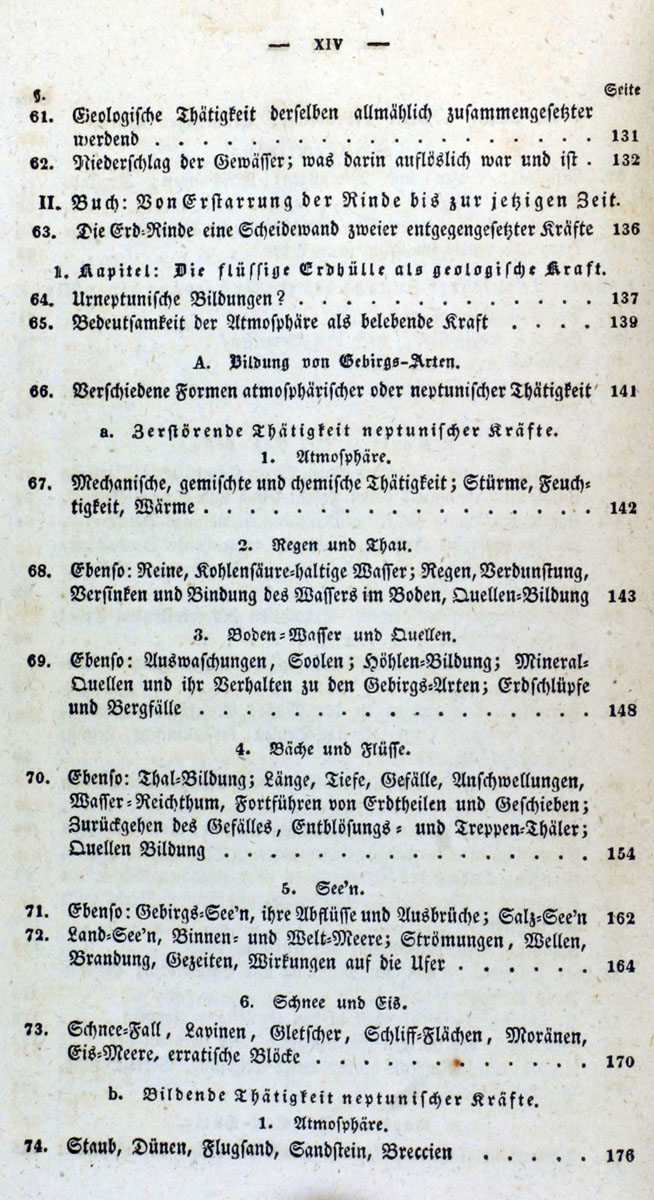 — XIV —
§. Seite
61. Geologische Thätigkeit derselben allmählich zusammengesetzter
werdend . . . . . . . . . . . . . . . . 131
62. Niederschlag der Gewässer; was darin auflöslich war und ist . 132
II. Buch: Von Erstarrung der Rinde bis zur jetzigen Zeit.
63. Die Erd-Rinde eine Scheidewand zweier entgegengesetzter Kräfte 136
1. Kapitel: Die flüssige Erdhülle als geologische Kraft.
64. Urneptunische Bildungen? . . . . . . . . . . . 137
65. Bedeutsamkeit der Atmosphäre als belebende Kraft . . . . 139
A. Bildung von Gebirgs-Arten.
66. Verschiedene Formen atmosphärischer oder neptunischer Thätigkeit 141
a. Zerstörende Thätigkeit neptunischer Kräfte.
1. Atmosphäre.
67. Mechanische, gemischte und chemische Thätigkeit; Stürme, Feuch-
tigkeit, Wärme . . . . . . . . . . . . . . 142
2. Regen und Thau.
68. Ebenso: Reine, Kohlensäure-haltige Wasser; Regen, Verdunstung,
Versinken und Bindung des Wassers im Boden, Quellen-Bildung 143
3. Boden-Wasser und Quellen.
69. Ebenso: Auswaschungen, Soolen; Höhlen-Bildung; Mineral-
Quellen und ihr Verhalten zu den Gebirgs-Arten; Erdschlüpfe
und Bergfälle . . . . . . . . . . . . . . . 148
4. Bäche und Flüsse.
70. Ebenso: Thal-Bildung; Länge, Tiefe, Gefälle, Anschwellungen,
Wasser-Reichthum, Fortführen von Erdtheilen und Geschieben;
Zurückgehen des Gefälles, Entblösungs- und Treppen-Thäler;
Quellen Bildung . . . . . . . . . . . . . . 154
5. See'n.
71. Ebenso: Gebirgs-See'n, ihre Abflüsse und Ausbrüche; Salz-See'n 162
72. Land-See'n, Binnen- und Welt-Meere; Strömungen, Wellen,
Brandung, Gezeiten, Wirkungen auf die Ufer . . . . . . 164
6. Schnee und Eis.
73. Schnee-Fall, Lavinen, Gletscher, Schliff-Flächen, Moränen,
Eis-Meere, erratische Blöcke . . . . . . . . . . . 170
b. Bildende Thätigkeit neptunischer Kräfte.
1. Atmosphäre.
74. Staub, Dünen, Flugsand, Sandstein, Breccien . . . . . 176